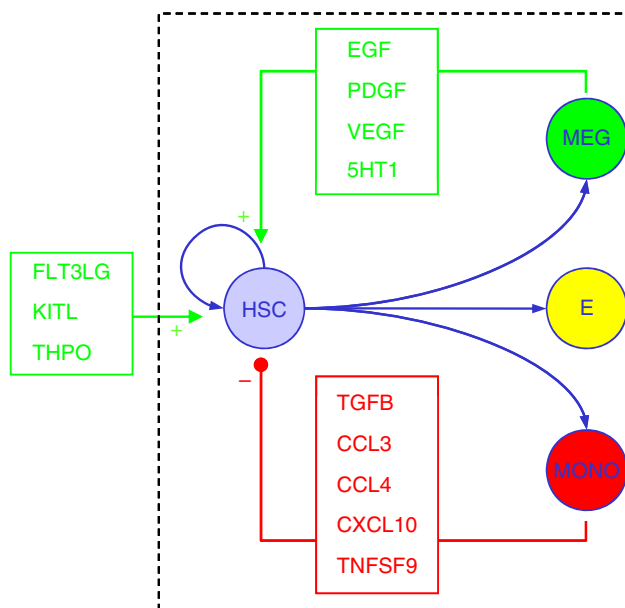 EGF
PDGF
VEGF
5HT1
MEG
+
FLT3LG
KITL
THPO
+
HSC
E
−
TGFB
CCL3
CCL4
CXCL10
TNFSF9
MONO